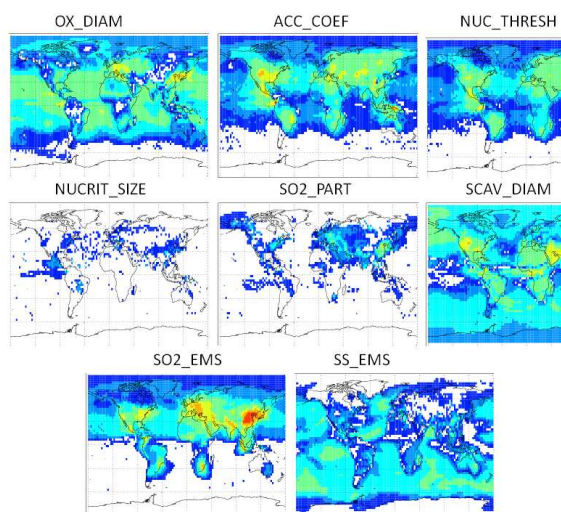 OX_DIAM
ACC_COEF
NUC_THRESH
NUCRIT_SIZE
SO2_PART
SCAV_DIAM
SO2_EMS
SS_EMS